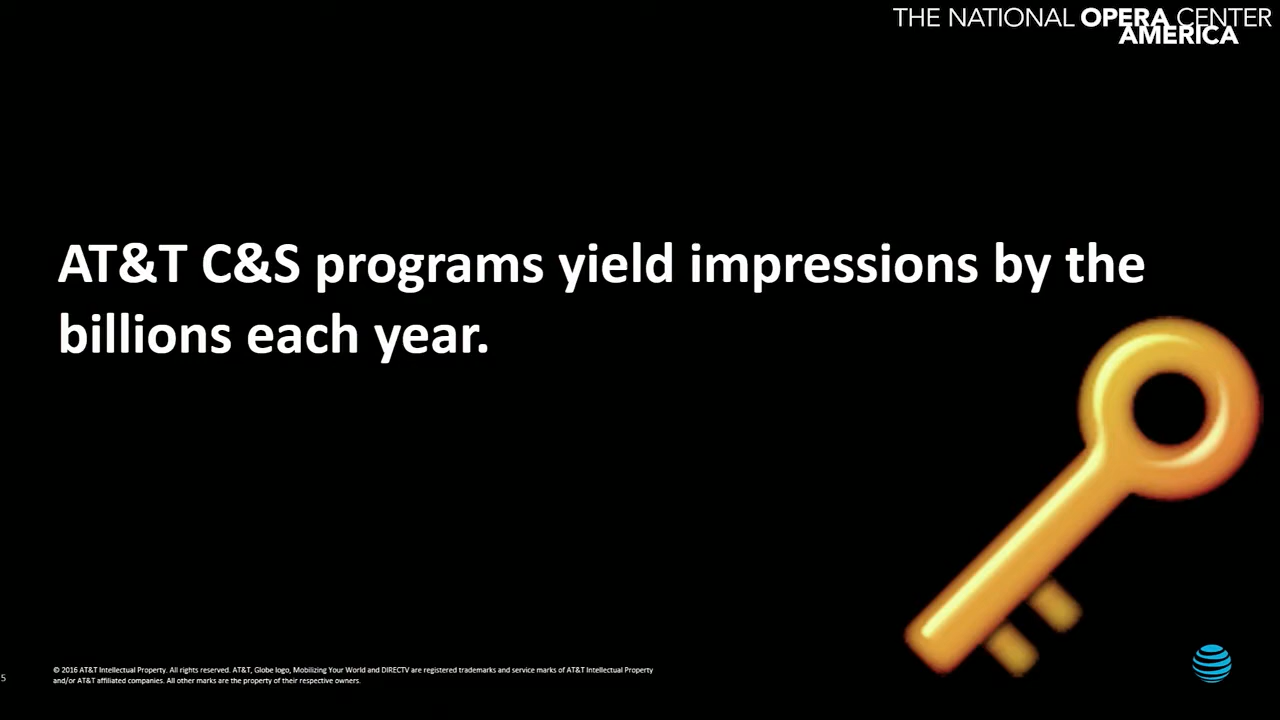 THE NATIONAL OPERA CENTER
AMERICA
AT&T C&S programs yield impressions by the
billions each year.
© 2016 AT&T Intellectual Property. All rights reserved. AT&T, Globe logo, Mobilizing Your World and DIRECTV are registered trademarks and service marks of AT&T Intellectual Property
and/or AT&T affiliated companies. All other marks are the property of their respective owners.
5